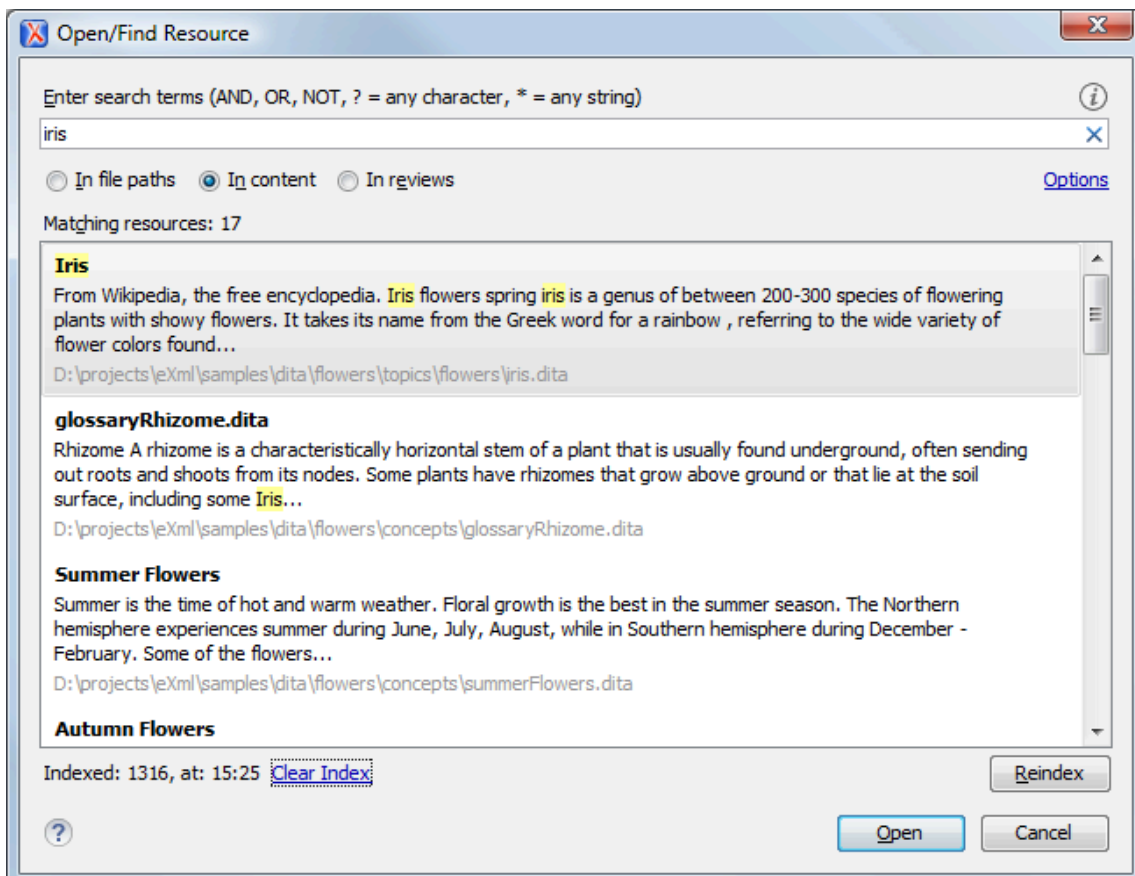 Open/Find Resource
Enter search terms (AND, OR, NOT, ? = any character, * = any string)
iris
In file paths In content In reviews Options
Matching resources: 17
Iris
From Wikipedia, the free encyclopedia. Iris flowers spring iris is a genus of between 200-300 species of flowering
plants with showy flowers. It takes its name from the Greek word for a rainbow , referring to the wide variety of
flower colors found...
D:\projects\eXml\samples\dita\flowers\topics\flowers\iris.dita
glossaryRhizome.dita
Rhizome A rhizome is a characteristically horizontal stem of a plant that is usually found underground, often sending
out roots and shoots from its nodes. Some plants have rhizomes that grow above ground or that lie at the soil
surface, including some Iris...
D:\projects\eXml\samples\dita\flowers\concepts\glossaryRhizome.dita
Summer Flowers
Summer is the time of hot and warm weather. Floral growth is the best in the summer season. The Northern
hemisphere experiences summer during June, July, August, while in Southern hemisphere during December -
February. Some of the flowers...
D:\projects\eXml\samples\dita\flowers\concepts\summerFlowers.dita
Autumn Flowers
Indexed: 1316, at: 15:25 Clear Index Reindex
Open Cancel